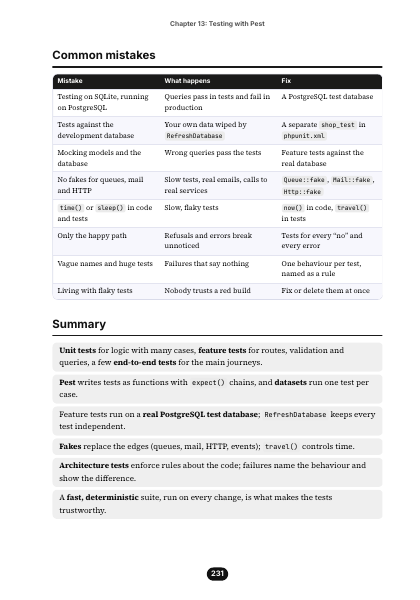 Chapter 13: Testing with Pest
Common mistakes
Mistake What happens Fix
Testing on SQLite, running Queries pass in tests and fail in A PostgreSQL test database
on PostgreSQL production
Tests against the Your own data wiped by A separate shop_test in
development database RefreshDatabase phpunit.xml
Mocking models and the Wrong queries pass the tests Feature tests against the
database real database
No fakes for queues, mail Slow tests, real emails, calls to Queue::fake, Mail::fake,
and HTTP real services Http::fake
time() or sleep() in code Slow, flaky tests now() in code, travel()
and tests in tests
Only the happy path Refusals and errors break Tests for every "no" and
unnoticed every error
Vague names and huge tests Failures that say nothing One behaviour per test,
named as a rule
Living with flaky tests Nobody trusts a red build Fix or delete them at once
Summary
Unit tests for logic with many cases, feature tests for routes, validation and
queries, a few end-to-end tests for the main journeys.
Pest writes tests as functions with expect() chains, and datasets run one test per
case.
Feature tests run on a real PostgreSQL test database; RefreshDatabase keeps every
test independent.
Fakes replace the edges (queues, mail, HTTP, events); travel() controls time.
Architecture tests enforce rules about the code; failures name the behaviour and
show the difference.
A fast, deterministic suite, run on every change, is what makes the tests
trustworthy.
231